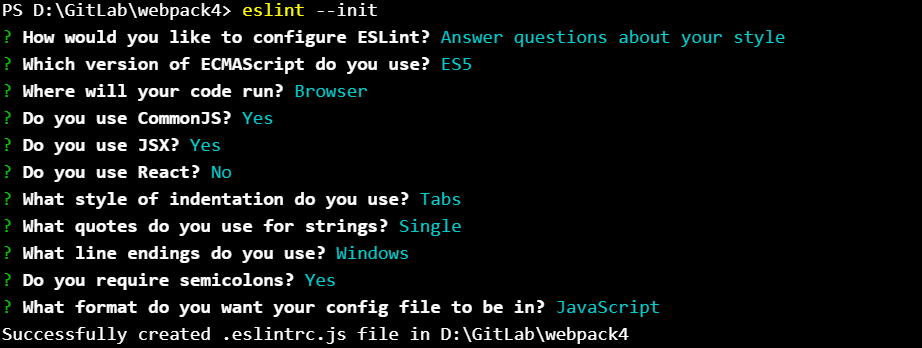 PS D:\GitLab\webpack4> eslint --init
? How would you like to configure ESLint? Answer questions about your style
? Which version of ECMAScript do you use? ES5
? Where will your code run? Browser
? Do you use CommonJS? Yes
? Do you use JSX? Yes
? Do you use React? No
? What style of indentation do you use? Tabs
? What quotes do you use for strings? Single
? What line endings do you use? Windows
? Do you require semicolons? Yes
? What format do you want your config file to be in? JavaScript
Successfully created .eslintrc.js file in D:\GitLab\webpack4